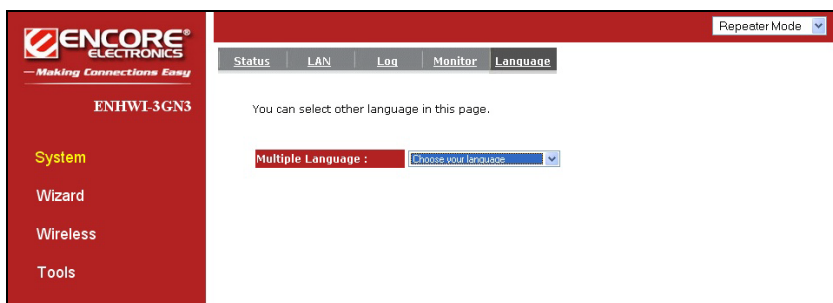 Repeater Mode
ENCORE®
ELECTRONICS
Making Connections Easy
Status LAN Log Monitor Language
ENHWI-3GN3
You can select other language in this page.
Multiple Language : Choose your language
System
Wizard
Wireless
Tools